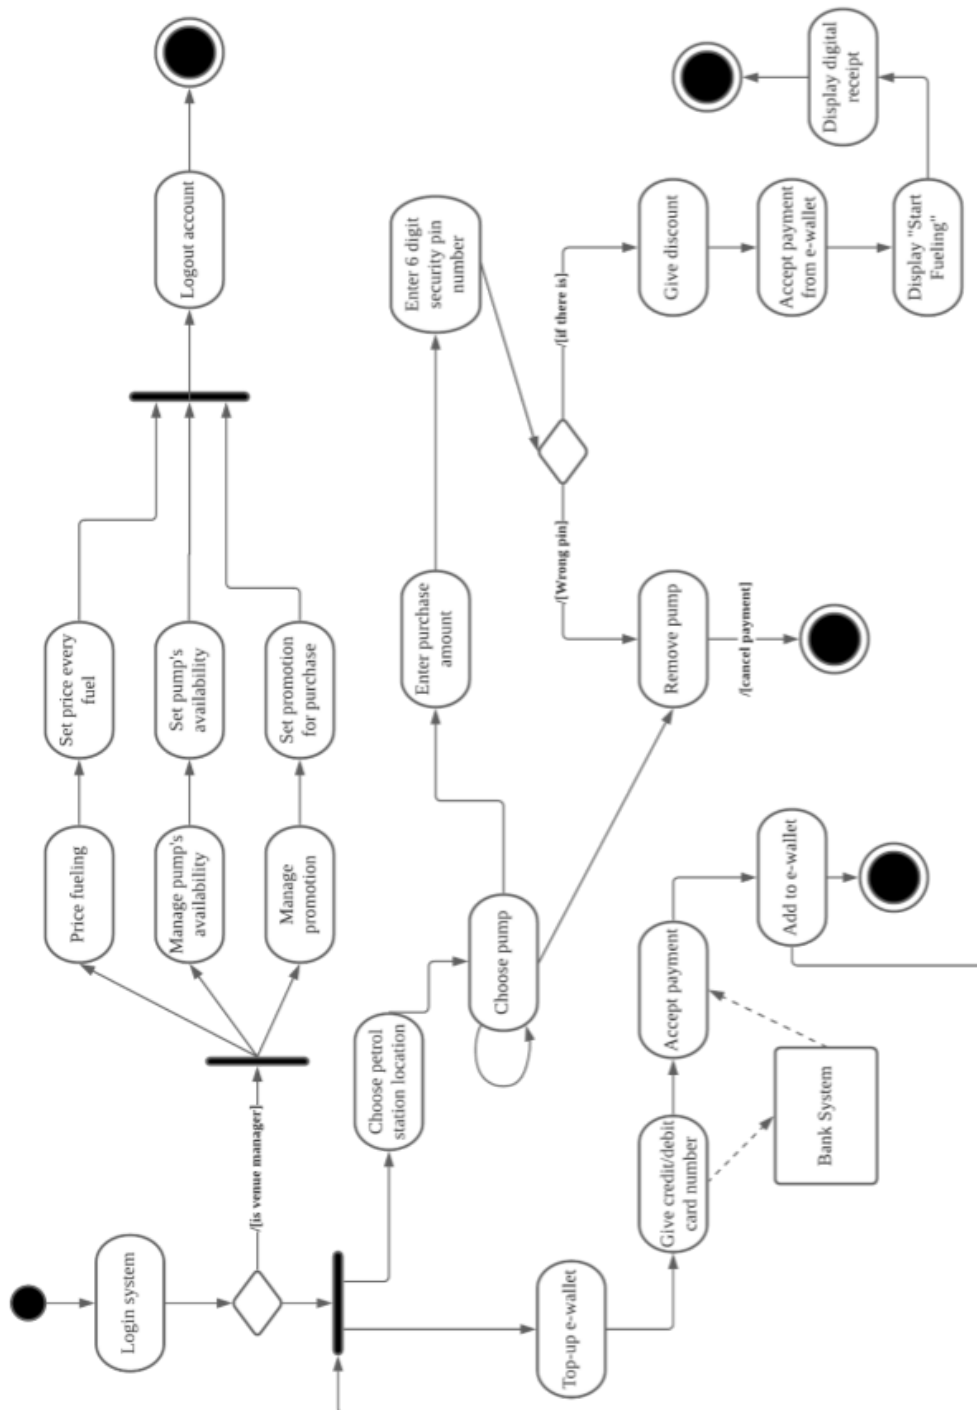 Login system
/[is venue manager]
Price fueling
Set price every
fuel
Manage pump's
availability
Set pump's
availability
Manage
promotion
Set promotion
for purchase
Logout account
Choose petrol
station location
Choose pump
Enter purchase
amount
Enter 6 digit
security pin
number
/[Wrong pin]
/[if there is]
Remove pump
/[cancel payment]
Give discount
Accept payment
from e-wallet
Display "Start
Fueling"
Display digital
receipt
Top-up e-wallet
Give credit/debit
card number
Bank System
Accept payment
Add to e-wallet